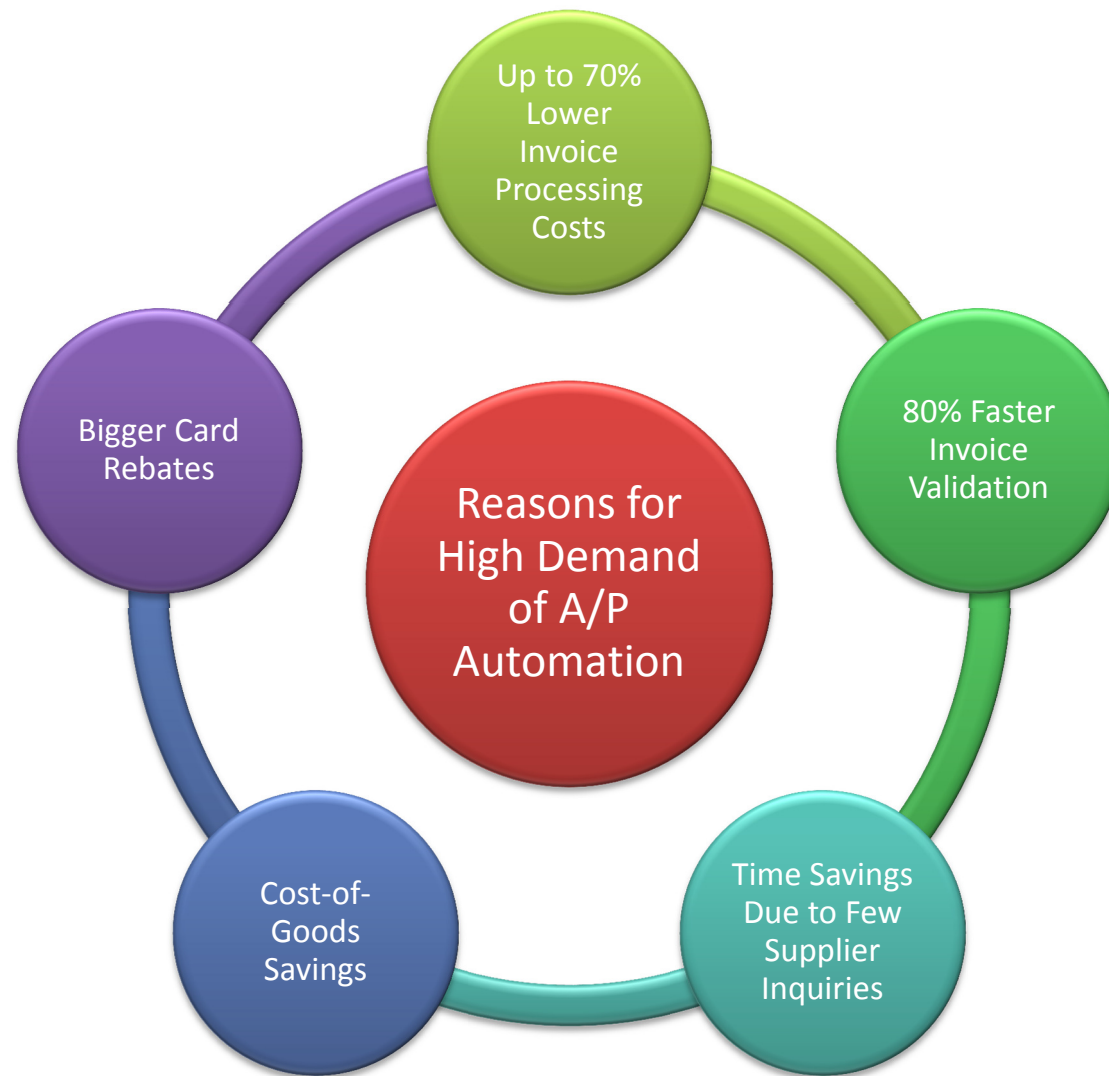 Up to 70%
Lower
Invoice
Processing
Costs
80% Faster
Invoice
Validation
Time Savings
Due to Few
Supplier
Inquiries
Cost-of-
Goods
Savings
Bigger Card
Rebates
Reasons for
High Demand
of A/P
Automation